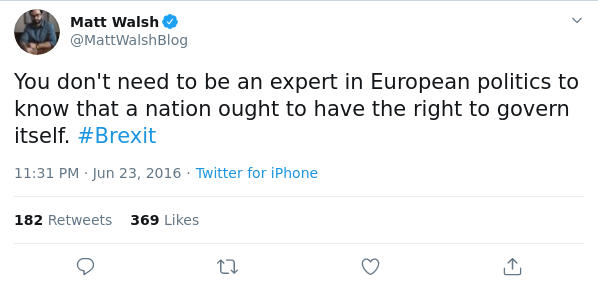 Matt Walsh
@MattWalshBlog
You don't need to be an expert in European politics to
know that a nation ought to have the right to govern
itself. #Brexit
11:31 PM · Jun 23, 2016 · Twitter for iPhone
182 Retweets 369 Likes